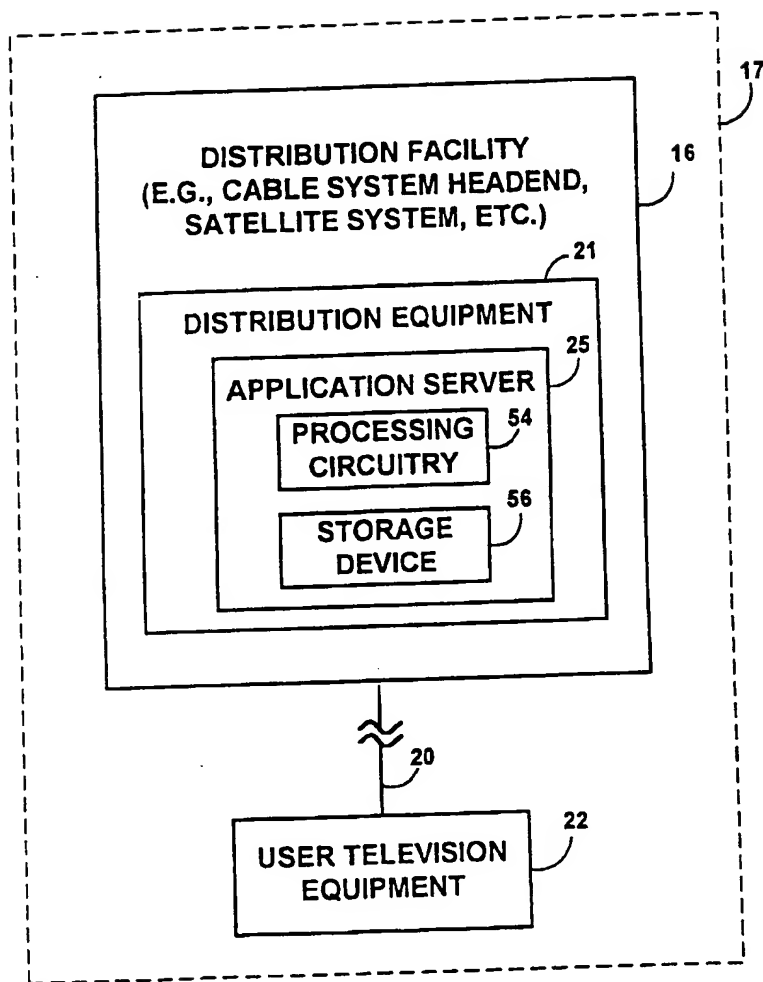 17
16
DISTRIBUTION FACILITY
(E.G., CABLE SYSTEM HEADEND,
SATELLITE SYSTEM, ETC.)
21
DISTRIBUTION EQUIPMENT
25
APPLICATION SERVER
54
PROCESSING
CIRCUITRY
56
STORAGE
DEVICE
20
22
USER TELEVISION
EQUIPMENT